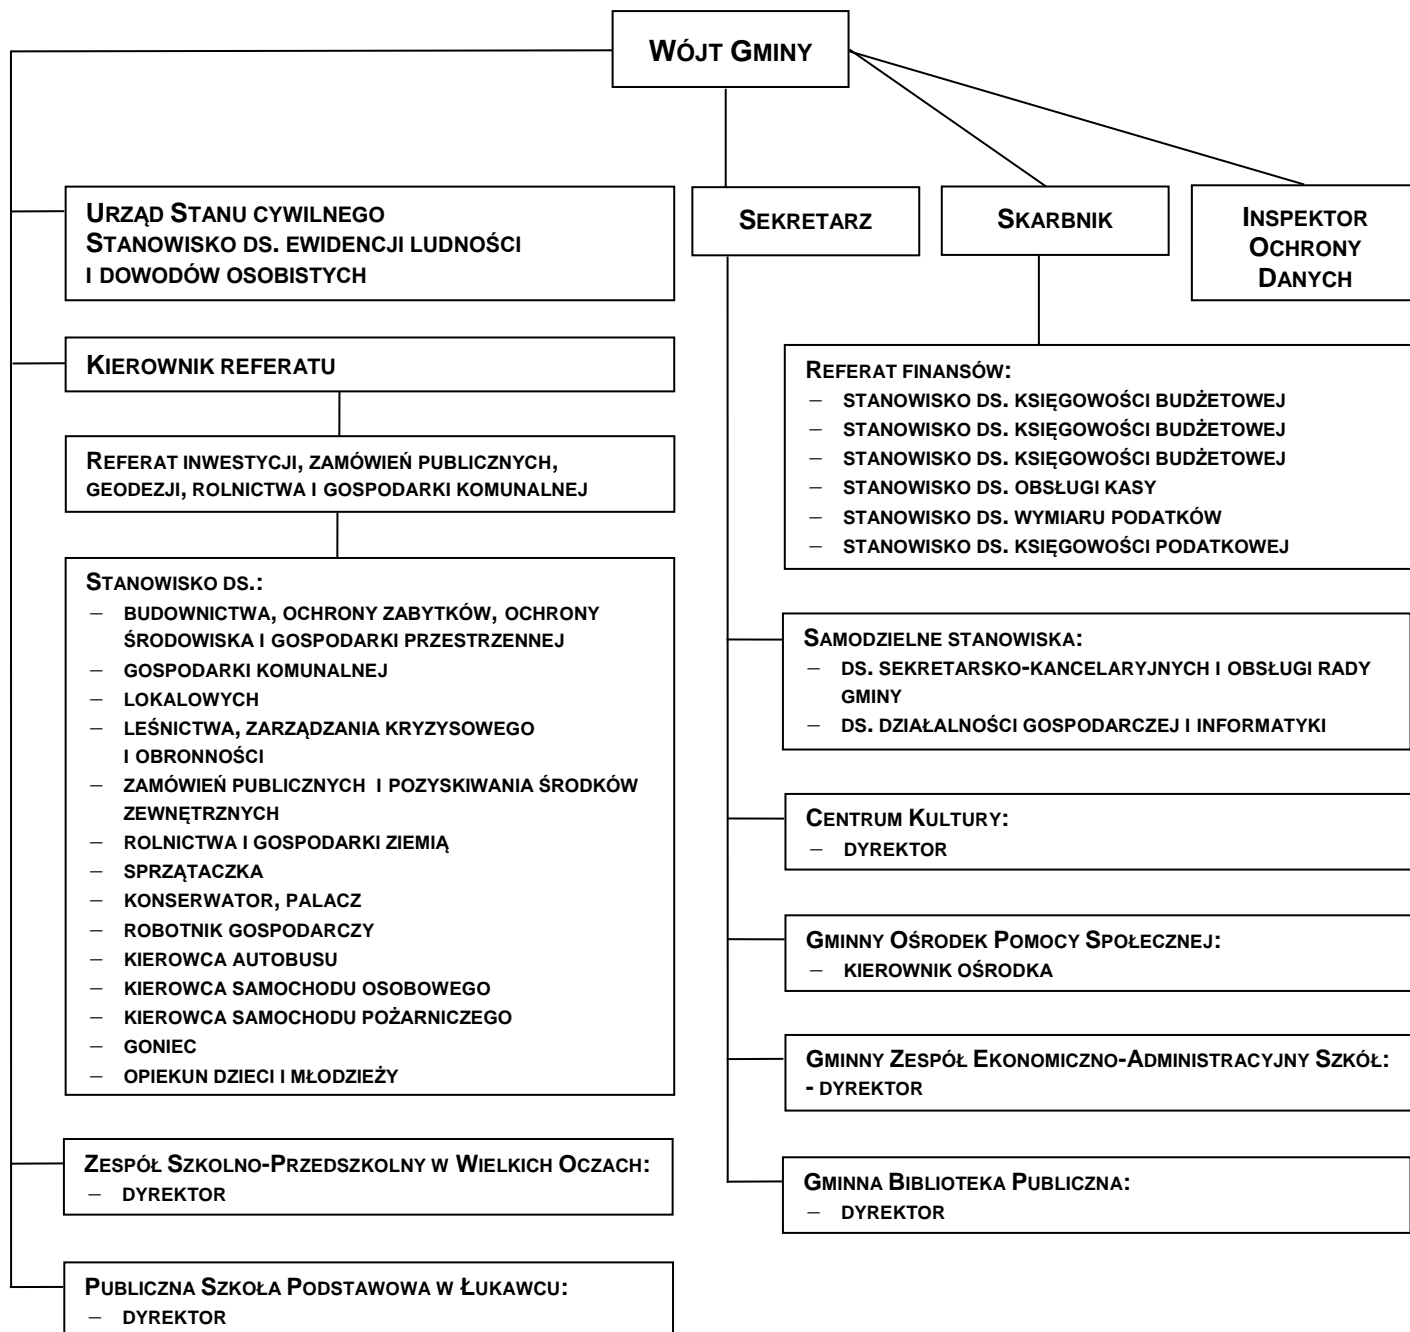 WÓJT GMINY
URZĄD STANU CYWILNEGO
STANOWISKO DS. EWIDENCJI LUDNOŚCI
I DOWODÓW OSOBISTYCH
SEKRETARZ
SKARBNIK
INSPEKTOR
OCHRONY
DANYCH
KIEROWNIK REFERATU
REFERAT INWESTYCJI, ZAMÓWIEŃ PUBLICZNYCH,
GEODEZJI, ROLNICTWA I GOSPODARKI KOMUNALNEJ
STANOWISKO DS.:
– BUDOWNICTWA, OCHRONY ZABYTKÓW, OCHRONY
ŚRODOWISKA I GOSPODARKI PRZESTRZENNEJ
– GOSPODARKI KOMUNALNEJ
– LOKALOWYCH
– LEŚNICTWA, ZARZĄDZANIA KRYZYSOWEGO
I OBRONNOŚCI
– ZAMÓWIEŃ PUBLICZNYCH I POZYSKIWANIA ŚRODKÓW
ZEWNĘTRZNYCH
– ROLNICTWA I GOSPODARKI ZIEMIĄ
– SPRZĄTACZKA
– KONSERWATOR, PALACZ
– ROBOTNIK GOSPODARCZY
– KIEROWCA AUTOBUSU
– KIEROWCA SAMOCHODU OSOBOWEGO
– KIEROWCA SAMOCHODU POŻARNICZEGO
– GONIEC
– OPIEKUN DZIECI I MŁODZIEŻY
ZESPÓŁ SZKOLNO-PRZEDSZKOLNY W WIELKICH OCZACH:
– DYREKTOR
PUBLICZNA SZKOŁA PODSTAWOWA W ŁUKAWCU:
– DYREKTOR
REFERAT FINANSÓW:
– STANOWISKO DS. KSIĘGOWOŚCI BUDŻETOWEJ
– STANOWISKO DS. KSIĘGOWOŚCI BUDŻETOWEJ
– STANOWISKO DS. KSIĘGOWOŚCI BUDŻETOWEJ
– STANOWISKO DS. OBSŁUGI KASY
– STANOWISKO DS. WYMIARU PODATKÓW
– STANOWISKO DS. KSIĘGOWOŚCI PODATKOWEJ
SAMODZIELNE STANOWISKA:
– DS. SEKRETARSKO-KANCELARYJNYCH I OBSŁUGI RADY
GMINY
– DS. DZIAŁALNOŚCI GOSPODARCZEJ I INFORMATYKI
CENTRUM KULTURY:
– DYREKTOR
GMINNY OŚRODEK POMOCY SPOŁECZNEJ:
– KIEROWNIK OŚRODKA
GMINNY ZESPÓŁ EKONOMICZNO-ADMINISTRACYJNY SZKÓŁ:
- DYREKTOR
GMINNA BIBLIOTEKA PUBLICZNA:
– DYREKTOR